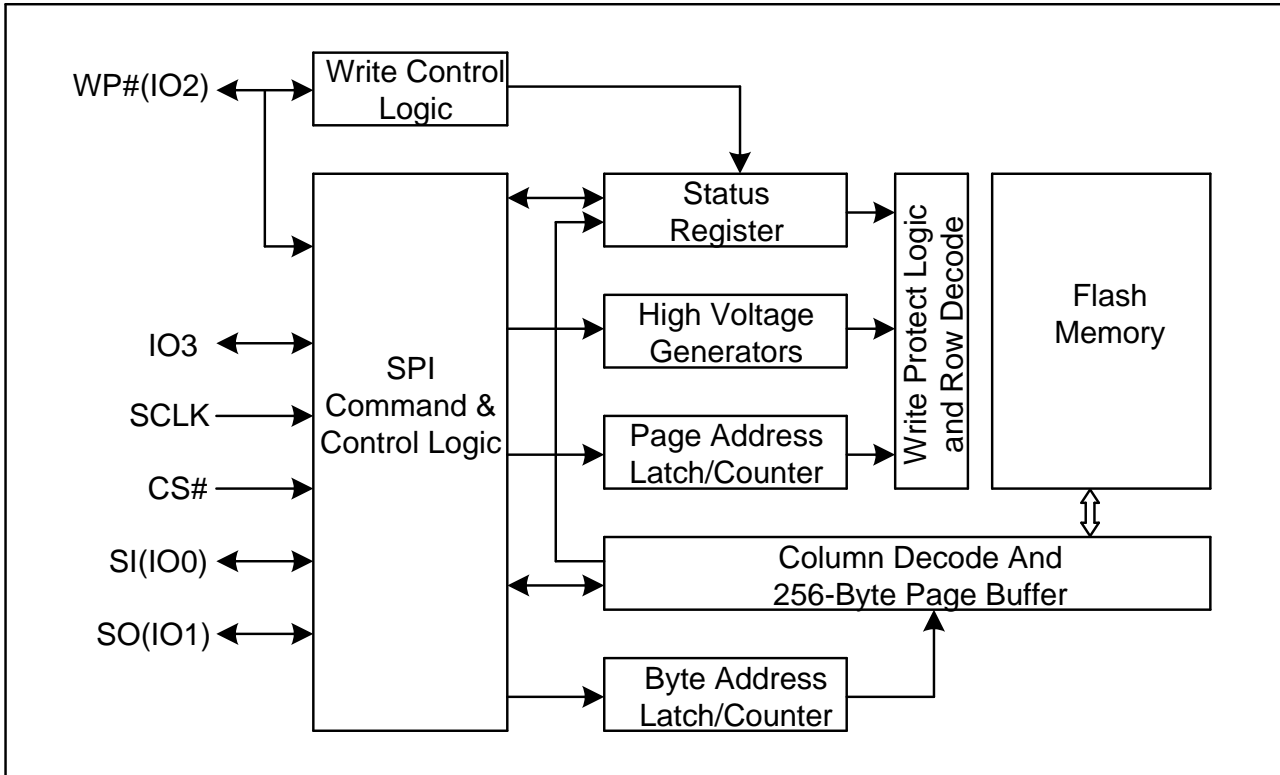 WP#(IO2)
Write Control
Logic
Status
Register
High Voltage
Generators
Page Address
Latch/Counter
Write Protect Logic
and Row Decode
Flash
Memory
IO3
SCLK
CS#
SI(IO0)
SO(IO1)
SPI
Command &
Control Logic
Column Decode And
256-Byte Page Buffer
Byte Address
Latch/Counter